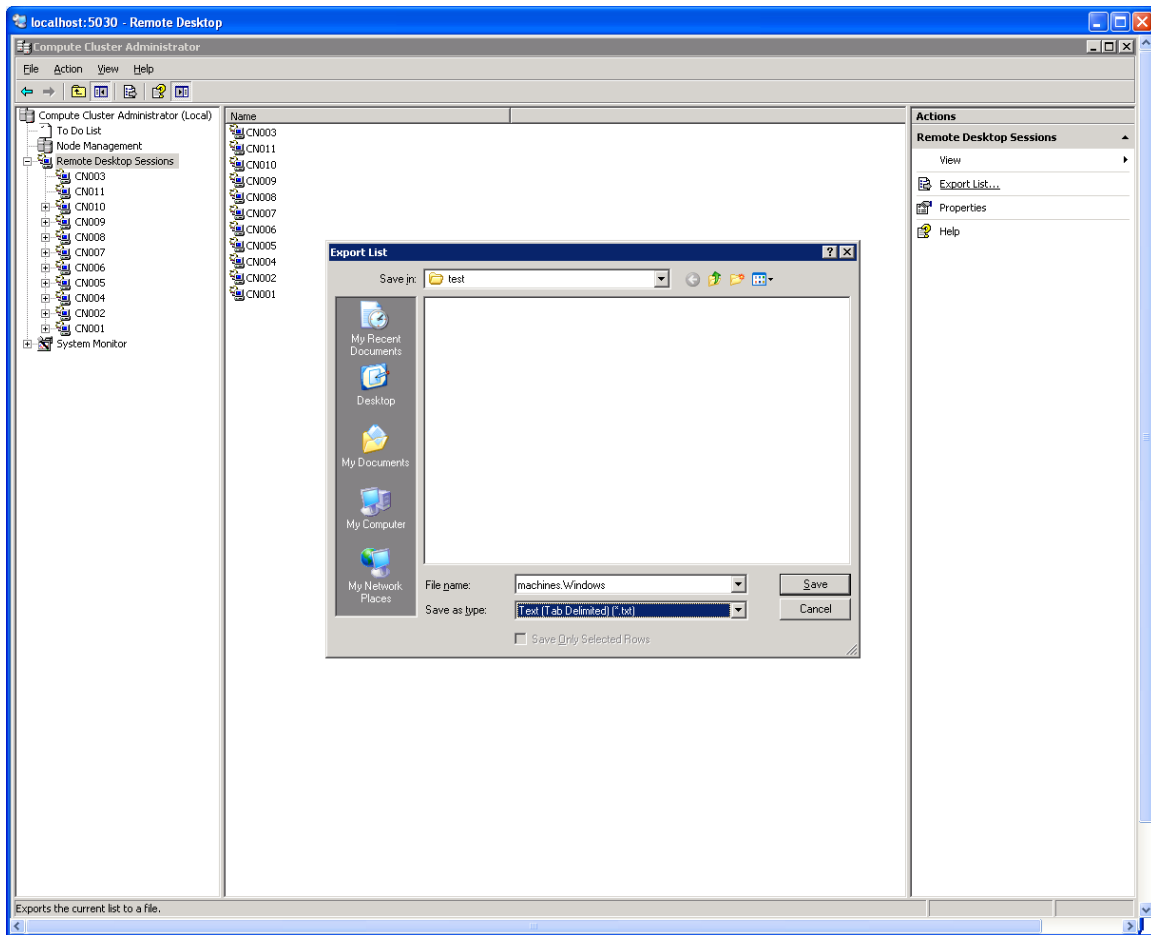 localhost:5030 - Remote Desktop
Compute Cluster Administrator
File Action View Help
Compute Cluster Administrator (Local)
To Do List
Node Management
Remote Desktop Sessions
CN003
CN011
CN010
CN009
CN008
CN007
CN006
CN005
CN004
CN002
CN001
System Monitor
Name
CN003
CN011
CN010
CN009
CN008
CN007
CN006
CN005
CN004
CN002
CN001
Export List
Save in: test
My Recent
Documents
Desktop
My Documents
My Computer
My Network
Places
File name: machines.Windows Save
Save as type: Text (Tab Delimited) (*.txt) Cancel
Save Only Selected Rows
Actions
Remote Desktop Sessions
View
Export List...
Properties
Help
Exports the current list to a file.